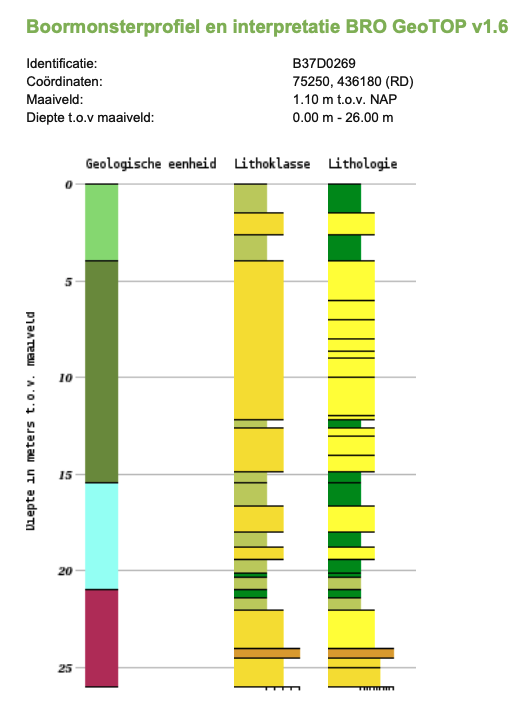 Boormonsterprofiel en interpretatie BRO GeoTOP v1.6
Identificatie: B37D0269
Coördinaten: 75250, 436180 (RD)
Maaiveld: 1.10 m t.o.v. NAP
Diepte t.o.v maaiveld: 0.00 m - 26.00 m
Geologische eenheid Lithoklasse Lithologie
Diepte in meters t.o.v. maaiveld
0
5
10
15
20
25